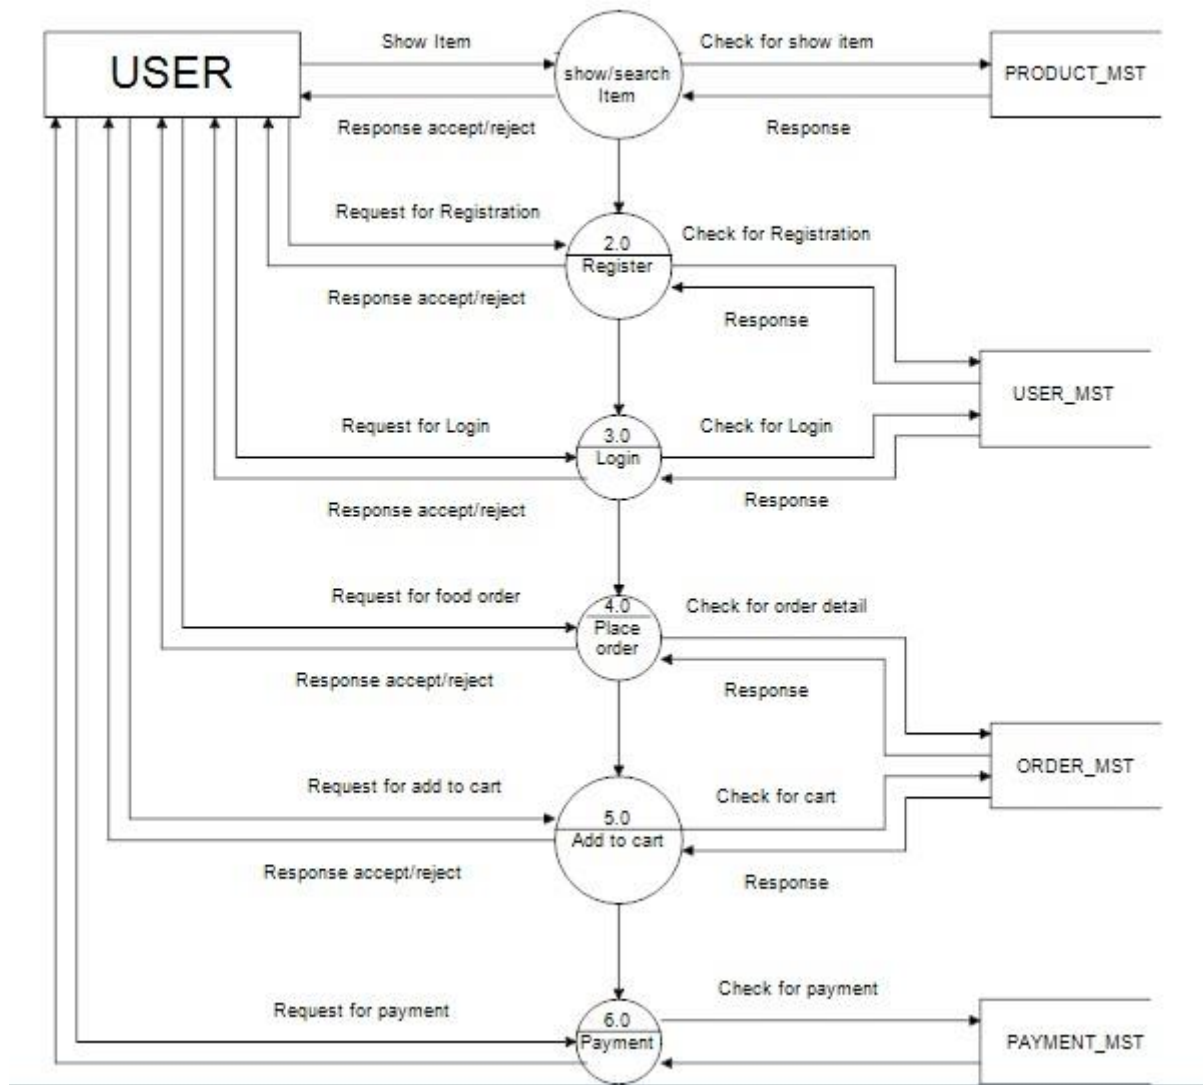 USER
Show Item
Check for show item
show/search
Item
PRODUCT_MST
Response accept/reject
Response
Request for Registration
2.0
Register
Check for Registration
Response accept/reject
Response
USER_MST
Request for Login
3.0
Login
Check for Login
Response accept/reject
Response
Request for food order
4.0
Place
order
Check for order detail
Response accept/reject
Response
ORDER_MST
Request for add to cart
5.0
Add to cart
Check for cart
Response accept/reject
Response
Request for payment
6.0
Payment
Check for payment
PAYMENT_MST